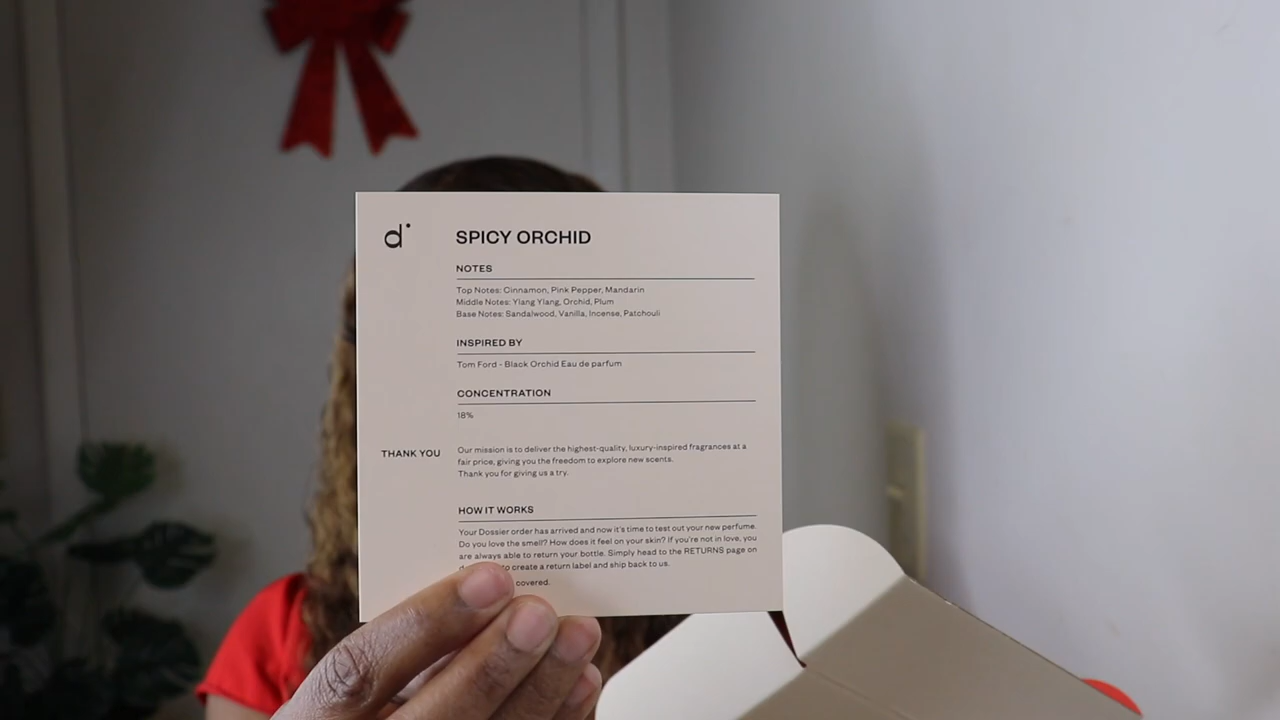 d
SPICY ORCHID
NOTES
Top Notes: Cinnamon, Pink Pepper, Mandarin
Middle Notes: Ylang Ylang, Orchid, Plum
Base Notes: Sandalwood, Vanilla, Incense, Patchouli
INSPIRED BY
Tom Ford - Black Orchid Eau de parfum
CONCENTRATION
18%
THANK YOU
Our mission is to deliver the highest-quality, luxury-inspired fragrances at a
fair price, giving you the freedom to explore new scents.
Thank you for giving us a try.
HOW IT WORKS
Your Dossier order has arrived and now it's time to test out your new perfume.
Do you love the smell? How does it feel on your skin? If you're not in love, you
are always able to return your bottle. Simply head to the RETURNS page on
to create a return label and ship back to us.
covered.